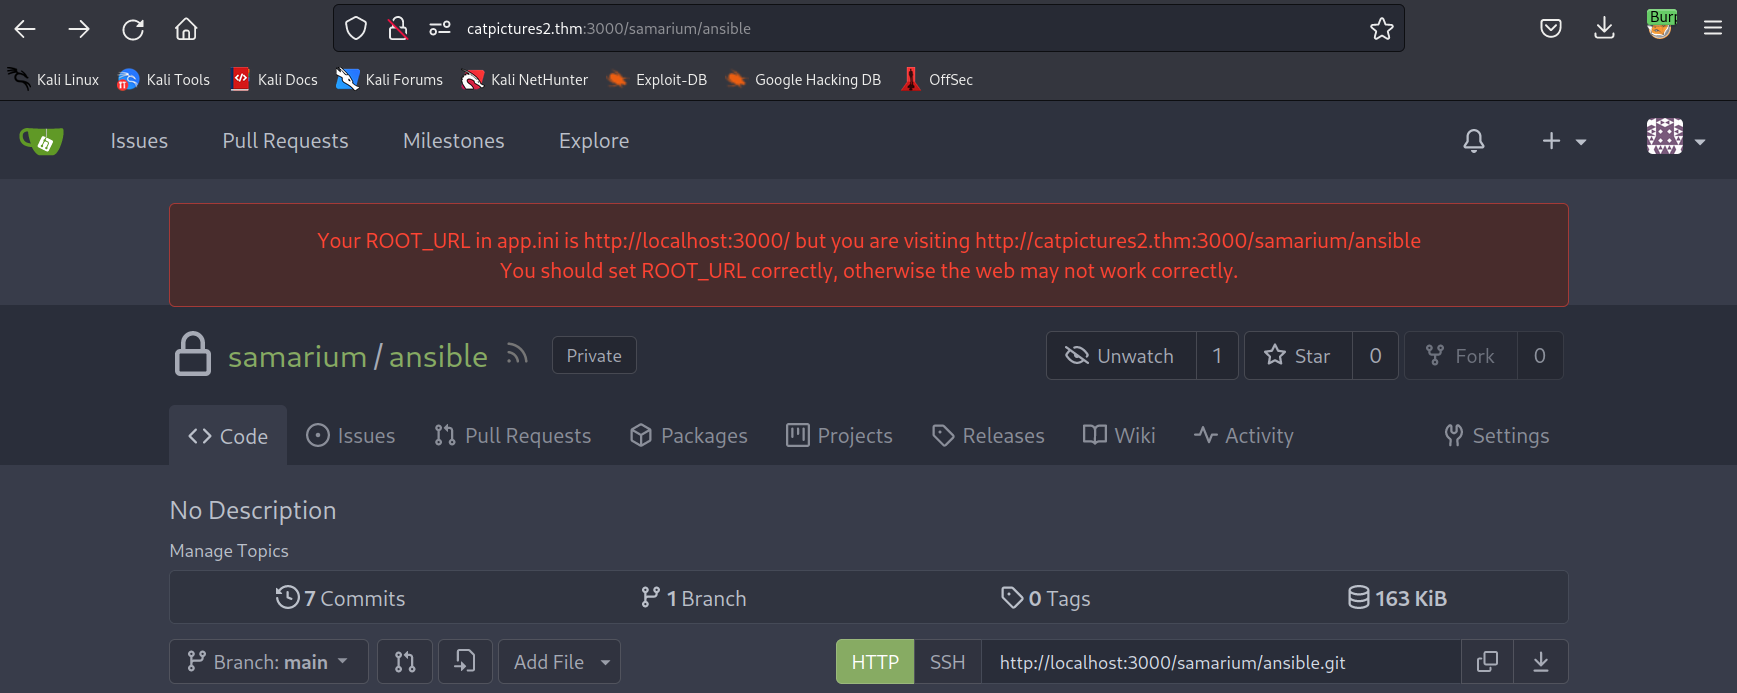 catpictures2.thm:3000/samarium/ansible
Burp
Kali Linux Kali Tools Kali Docs Kali Forums Kali NetHunter Exploit-DB Google Hacking DB OffSec
Issues Pull Requests Milestones Explore
Your ROOT_URL in app.ini is http://localhost:3000/ but you are visiting http://catpictures2.thm:3000/samarium/ansible
You should set ROOT_URL correctly, otherwise the web may not work correctly.
samarium/ansible Private Unwatch 1 Star 0 Fork 0
Code Issues Pull Requests Packages Projects Releases Wiki Activity Settings
No Description
Manage Topics
7 Commits 1 Branch 0 Tags 163 KiB
Branch: main Add File HTTP SSH http://localhost:3000/samarium/ansible.git